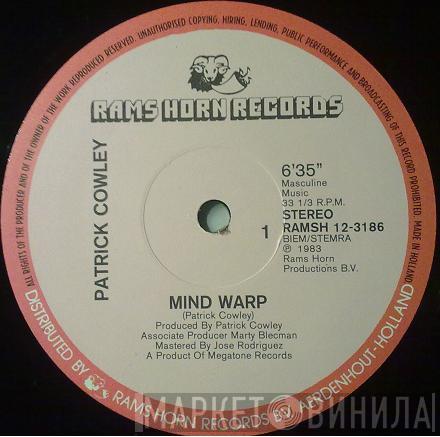 ALL RIGHTS OF THE PRODUCER AND OF THE OWNER OF THE WORK REPRODUCED RESERVED. UNAUTHORISED COPYING, HIRING, LENDING, PUBLIC PERFORMANCE AND BROADCASTING OF THIS RECORD PROHIBITED. MADE IN HOLLAND
RAMS HORN RECORDS
PATRICK COWLEY
6'35"
Masculine
Music
33 1/3 R.P.M.
STEREO
1
RAMSH 12-3186
BIEM/STEMRA
℗ 1983
Rams Horn
Productions B.V.
MIND WARP
(Patrick Cowley)
Produced By Patrick Cowley
Associate Producer Marty Blecman
Mastered By Jose Rodriguez
A Product Of Megatone Records
DISTRIBUTED BY RAMS HORN RECORDS B.V. AERDENHOUT-HOLLAND
МАРКЕТ ВИНИЛА